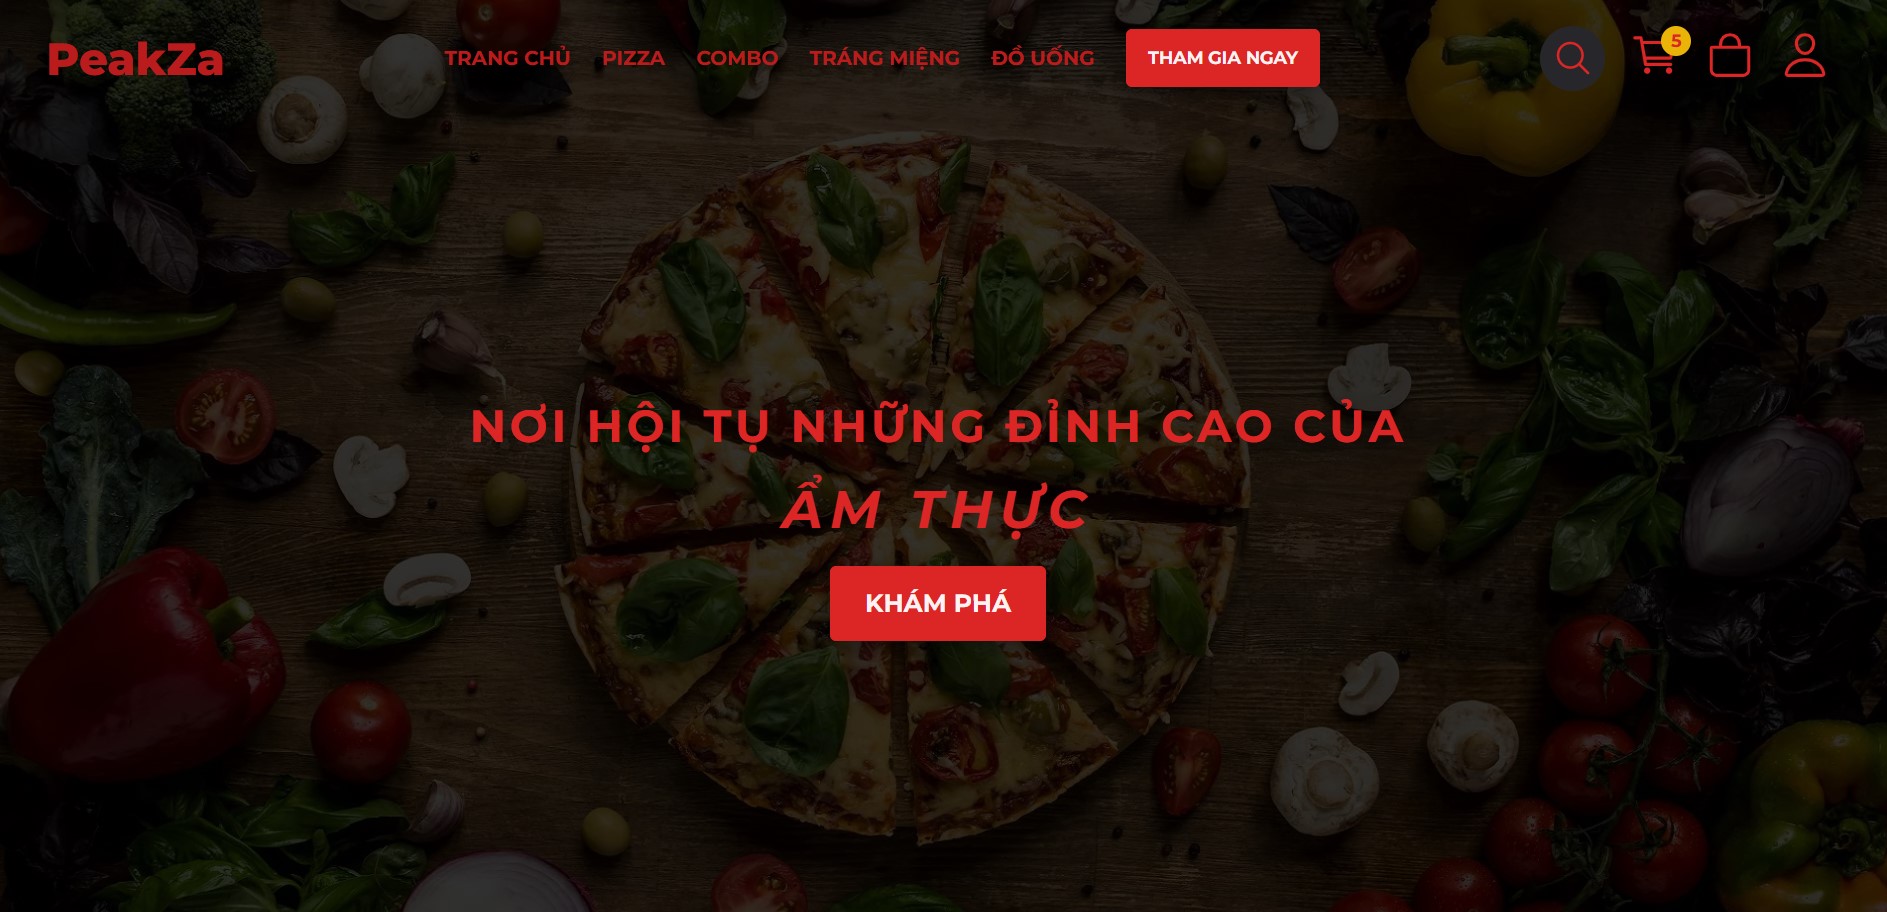 PeakZa
TRANG CHỦ PIZZA COMBO TRÁNG MIỆNG ĐỒ UỐNG THAM GIA NGAY
5
NƠI HỘI TỤ NHỮNG ĐỈNH CAO CỦA
ẨM THỰC
KHÁM PHÁ